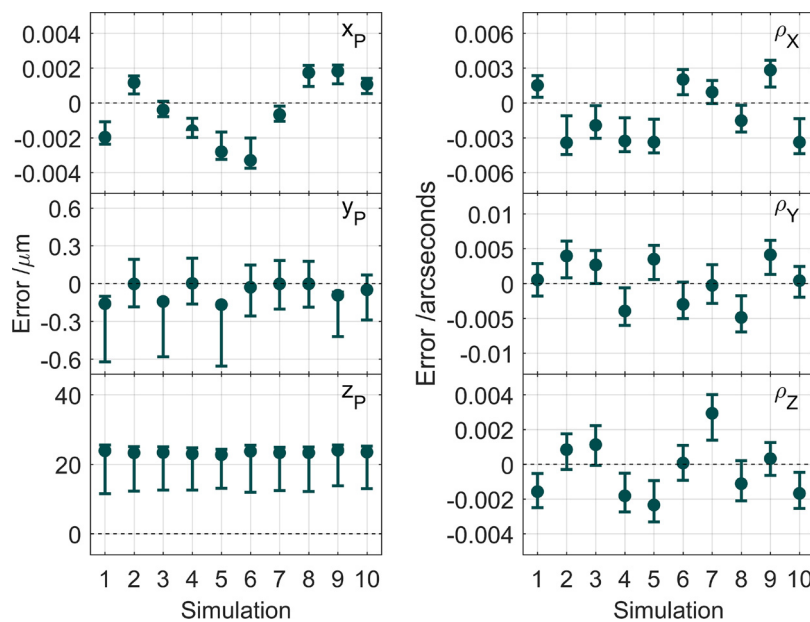 x_P
0.004
0.002
0
-0.002
-0.004
y_P
0.6
0.3
0
-0.3
-0.6
z_P
40
20
0
1 2 3 4 5 6 7 8 9 10
Simulation
Error /μm
ρ_X
0.006
0.003
0
-0.003
-0.006
ρ_Y
0.01
0.005
0
-0.005
-0.01
ρ_Z
0.004
0.002
0
-0.002
-0.004
1 2 3 4 5 6 7 8 9 10
Simulation
Error /arcseconds